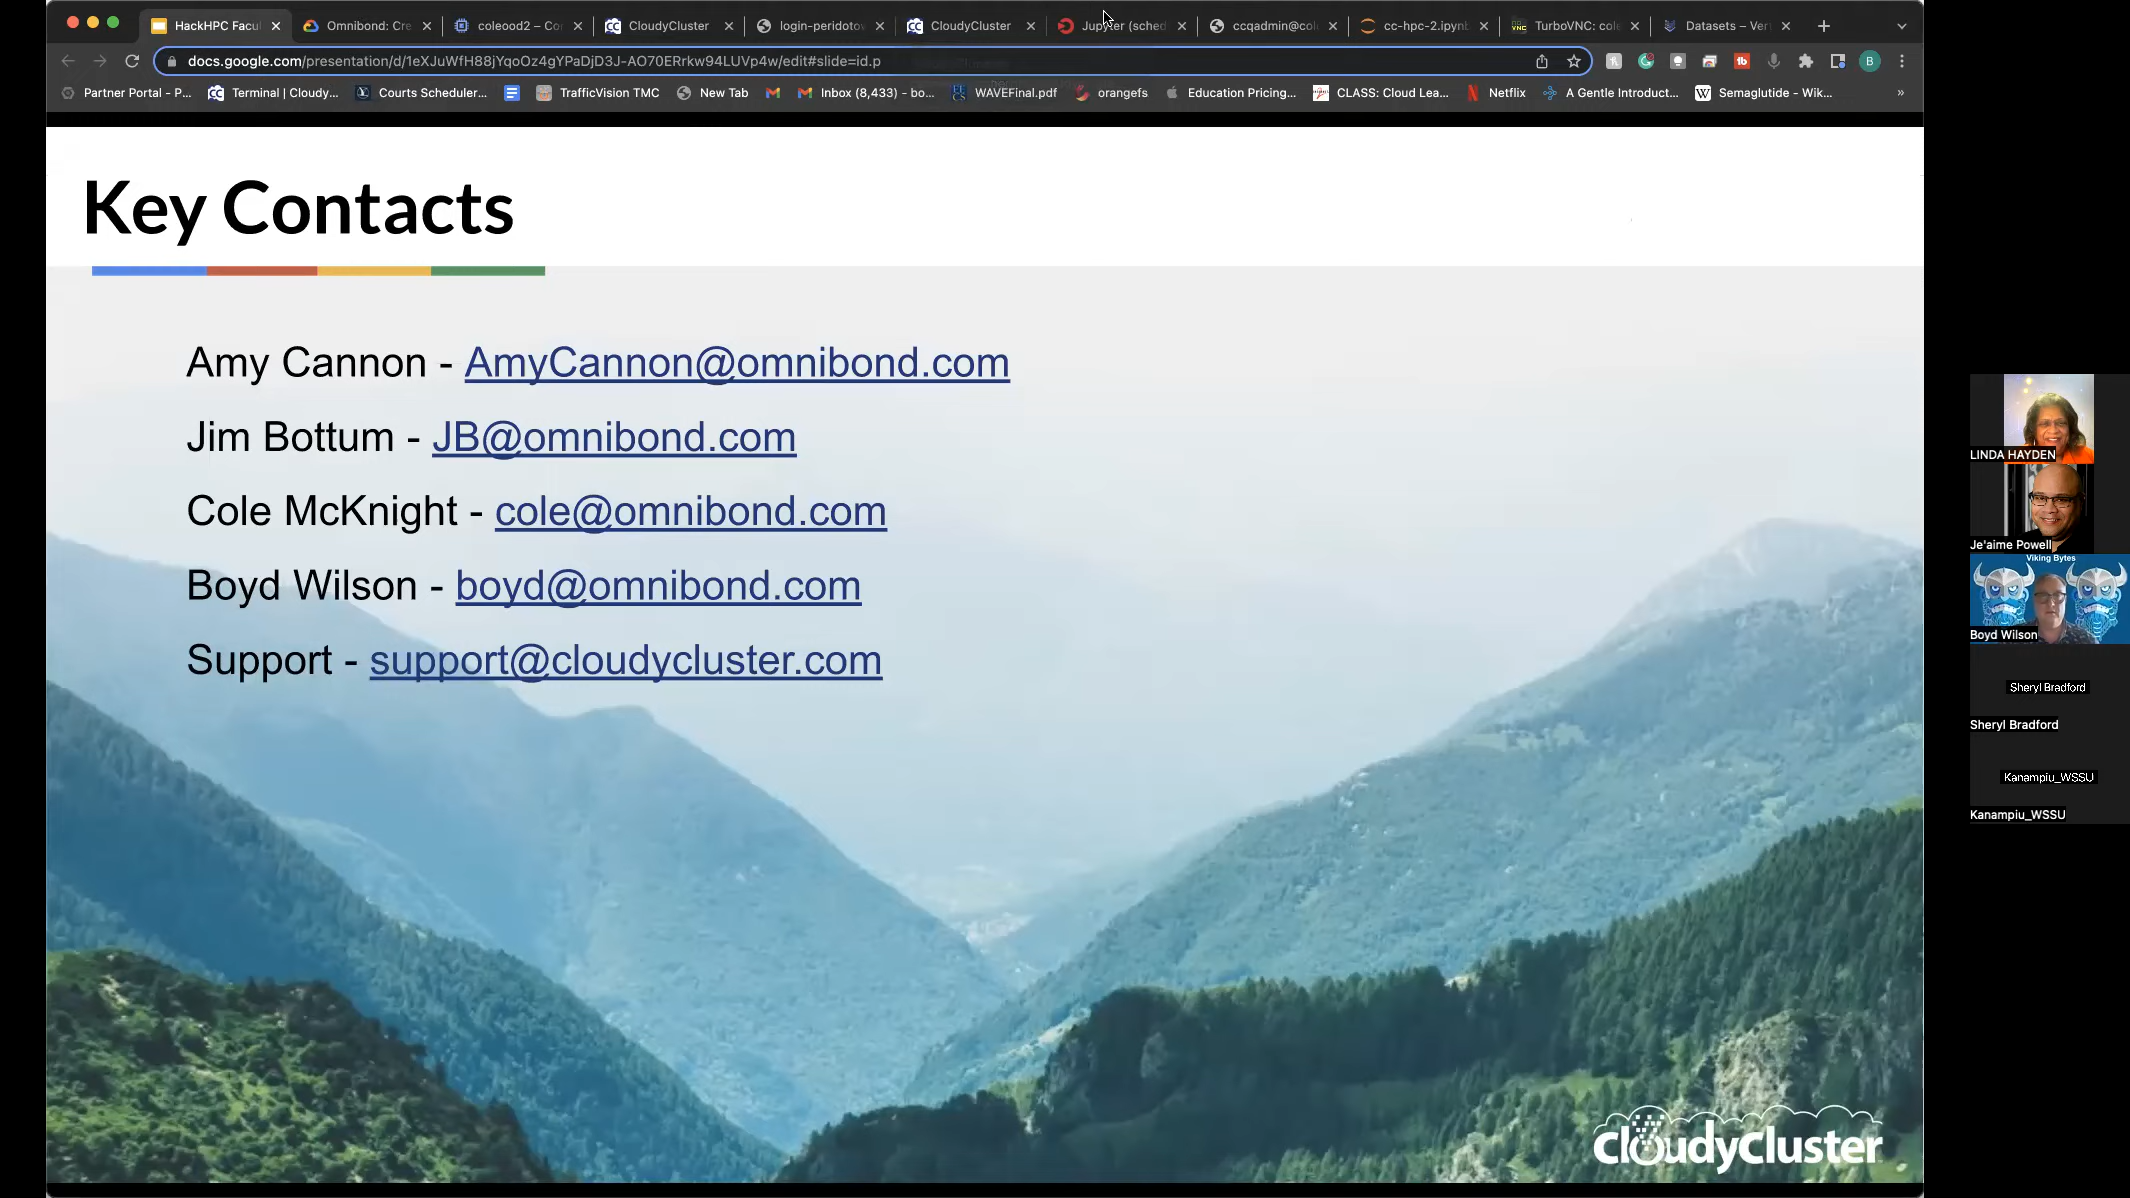 HackHPC Facul
Omnibond: Cre
coleood2 – Co
CloudyCluster
login-peridotov
CloudyCluster
Jupyter (sched
ccqadmin@col
cc-hpc-2.ipynb
TurboVNC: cole
Datasets – Ver
docs.google.com/presentation/d/1eXJuWfH88jYqoOz4gYPaDjD3J-AO70ERrkw94LUVp4w/edit#slide=id.p
Partner Portal - P...
Terminal | Cloudy...
Courts Scheduler...
TrafficVision TMC
New Tab
Inbox (8,433) - bo...
WAVEFinal.pdf
orangefs
Education Pricing...
CLASS: Cloud Lea...
Netflix
A Gentle Introduct...
Semaglutide - Wik...
»
Key Contacts
Amy Cannon - AmyCannon@omnibond.com
Jim Bottum - JB@omnibond.com
Cole McKnight - cole@omnibond.com
Boyd Wilson - boyd@omnibond.com
Support - support@cloudycluster.com
cloudyCluster
LINDA HAYDEN
Je'aime Powell
Viking Bytes
Boyd Wilson
Sheryl Bradford
Sheryl Bradford
Kanampiu_WSSU
Kanampiu_WSSU